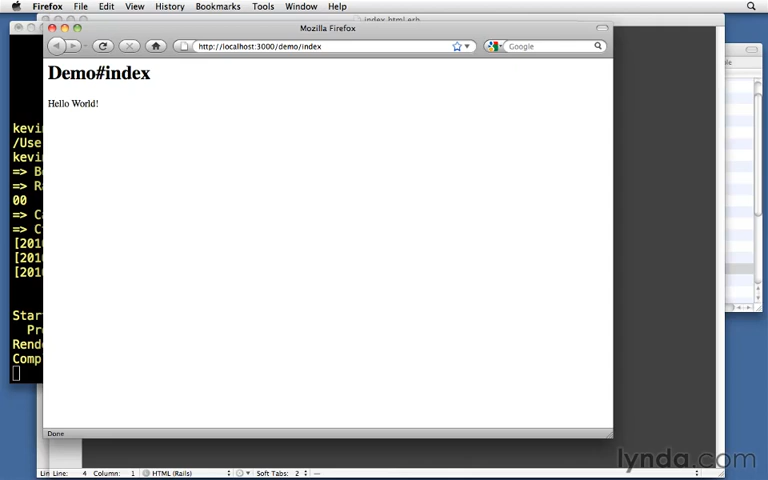 Firefox File Edit View History Bookmarks Tools Window Help
index.html.erb
Mozilla Firefox
http://localhost:3000/demo/index
Google
Demo#index
Hello World!
kevi
/Use
kevi
=> B
=> R
00
=> C
=> C
[201
[201
[201
Star
Pr
Rend
Comp
Done
Line: 4 Column: 1 HTML (Rails) Soft Tabs: 2 —
lynda.com